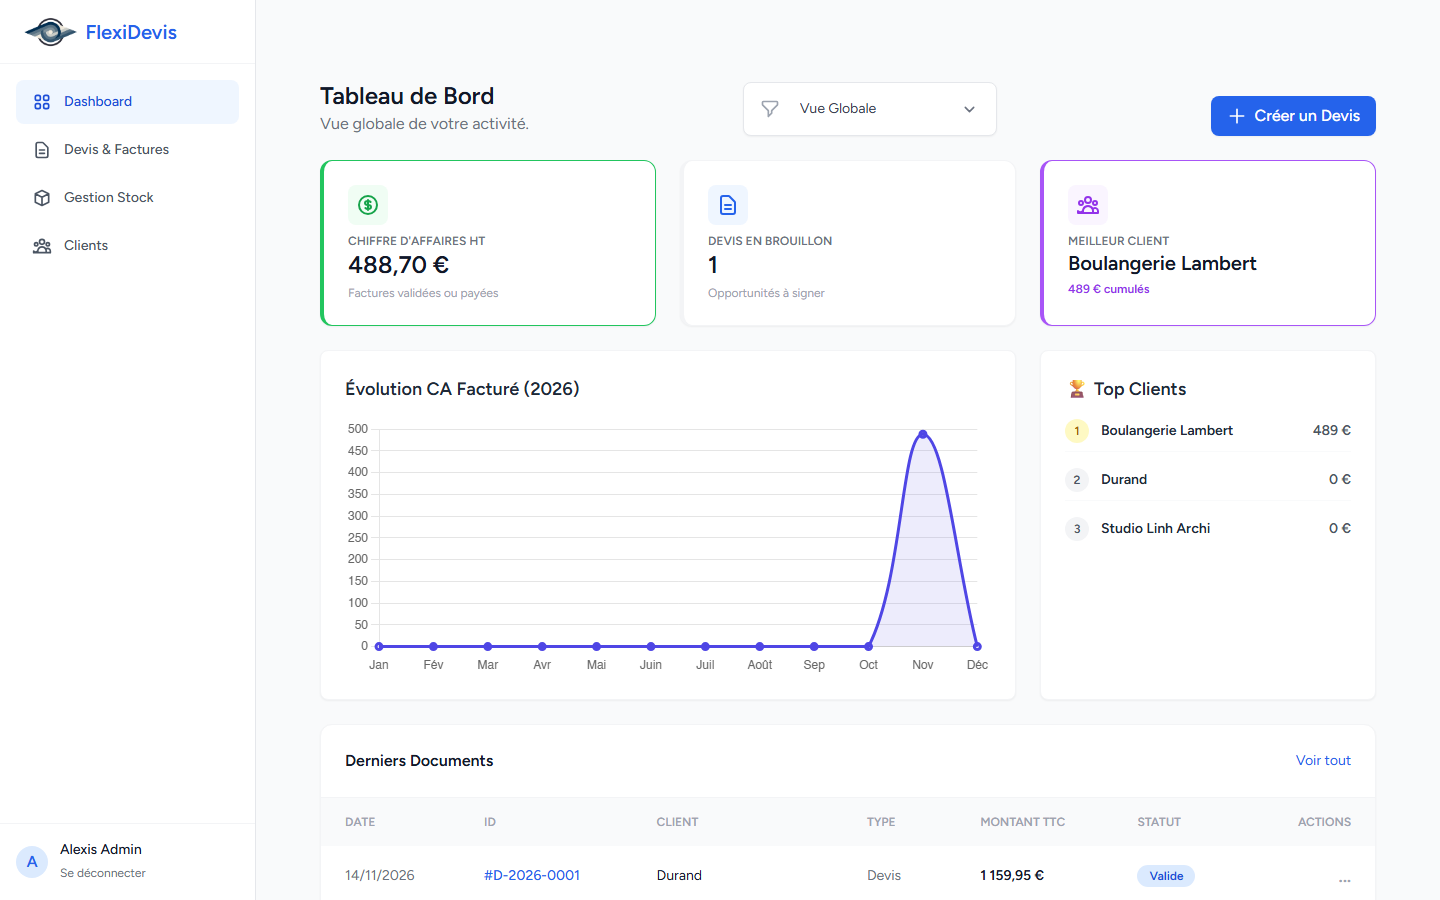 FlexiDevis
Dashboard
Devis & Factures
Gestion Stock
Clients
A
Alexis Admin
Se déconnecter
Tableau de Bord
Vue globale de votre activité.
Vue Globale
Créer un Devis
CHIFFRE D'AFFAIRES HT
488,70 €
Factures validées ou payées
DEVIS EN BROUILLON
1
Opportunités à signer
MEILLEUR CLIENT
Boulangerie Lambert
489 € cumulés
Évolution CA Facturé (2026)
500
450
400
350
300
250
200
150
100
50
0
Jan Fév Mar Avr Mai Juin Juil Août Sep Oct Nov Déc
🏆 Top Clients
1 Boulangerie Lambert 489 €
2 Durand 0 €
3 Studio Linh Archi 0 €
Derniers Documents
Voir tout
DATE ID CLIENT TYPE MONTANT TTC STATUT ACTIONS
14/11/2026 #D-2026-0001 Durand Devis 1 159,95 € Valide ...